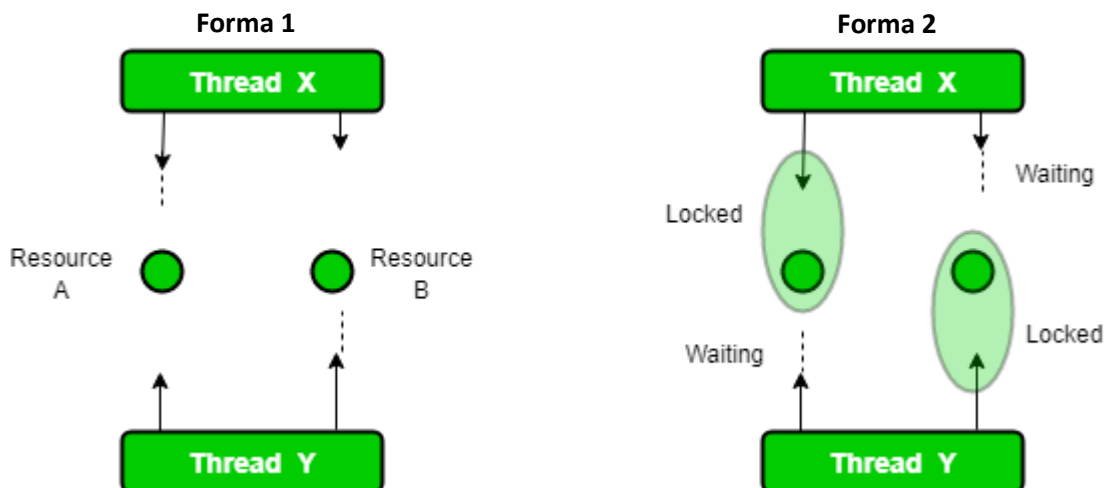 Forma 1
Thread X
Resource
A
Resource
B
Thread Y
Forma 2
Thread X
Waiting
Locked
Waiting
Locked
Thread Y